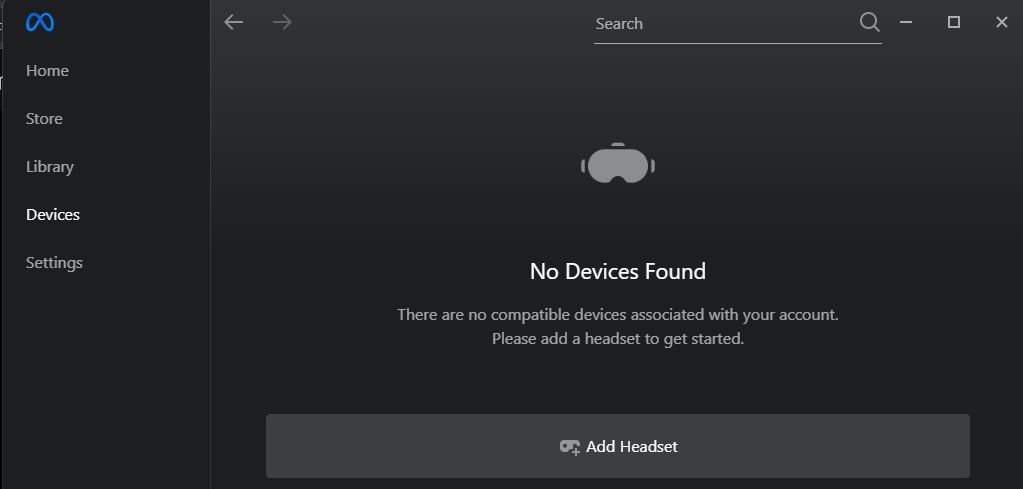 Search
Home
Store
Library
Devices
Settings
No Devices Found
There are no compatible devices associated with your account.
Please add a headset to get started.
Add Headset